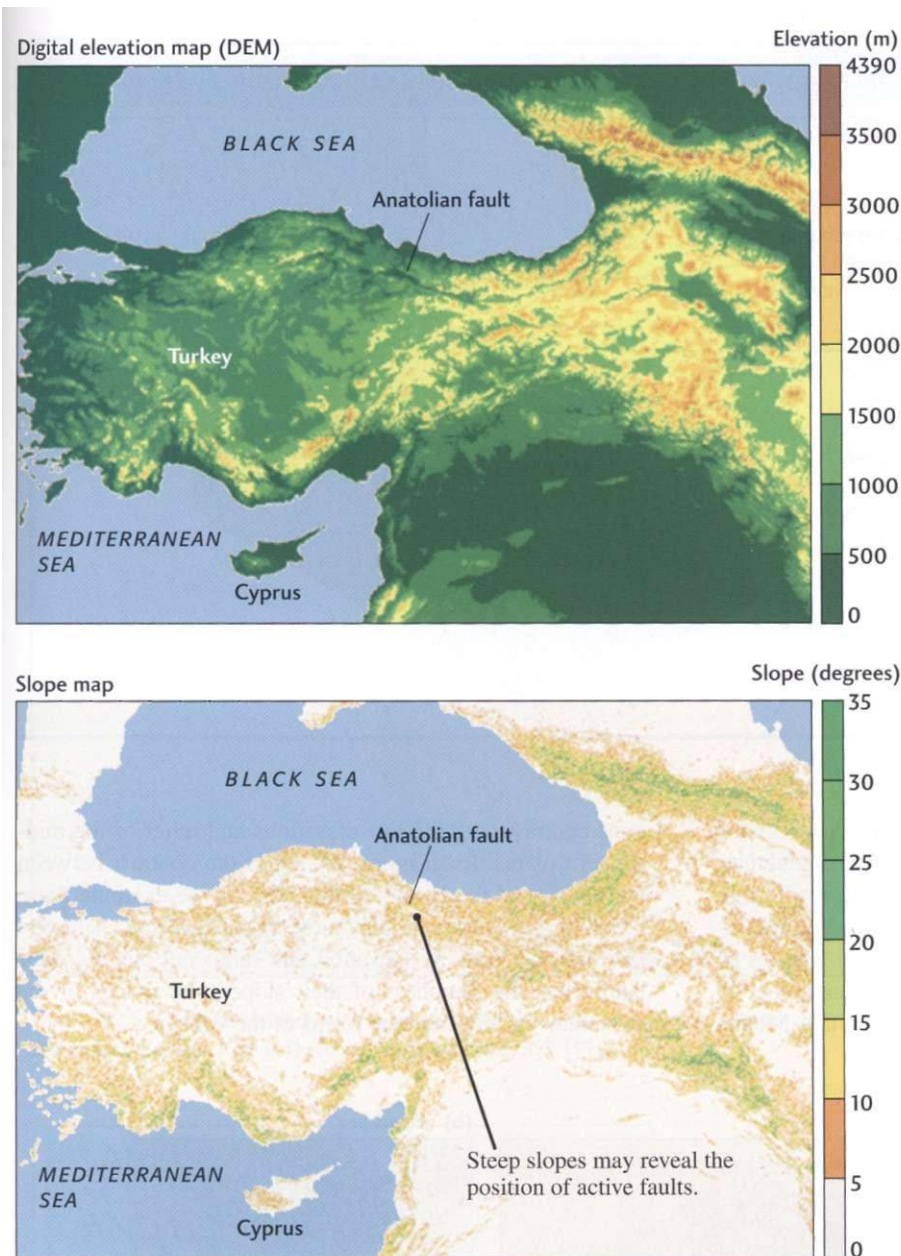 Digital elevation map (DEM)
Elevation (m)
4390
3500
3000
2500
2000
1500
1000
500
0
BLACK SEA
Anatolian fault
Turkey
MEDITERRANEAN
SEA
Cyprus
Slope map
Slope (degrees)
35
30
25
20
15
10
5
0
BLACK SEA
Anatolian fault
Turkey
Steep slopes may reveal the
position of active faults.
MEDITERRANEAN
SEA
Cyprus